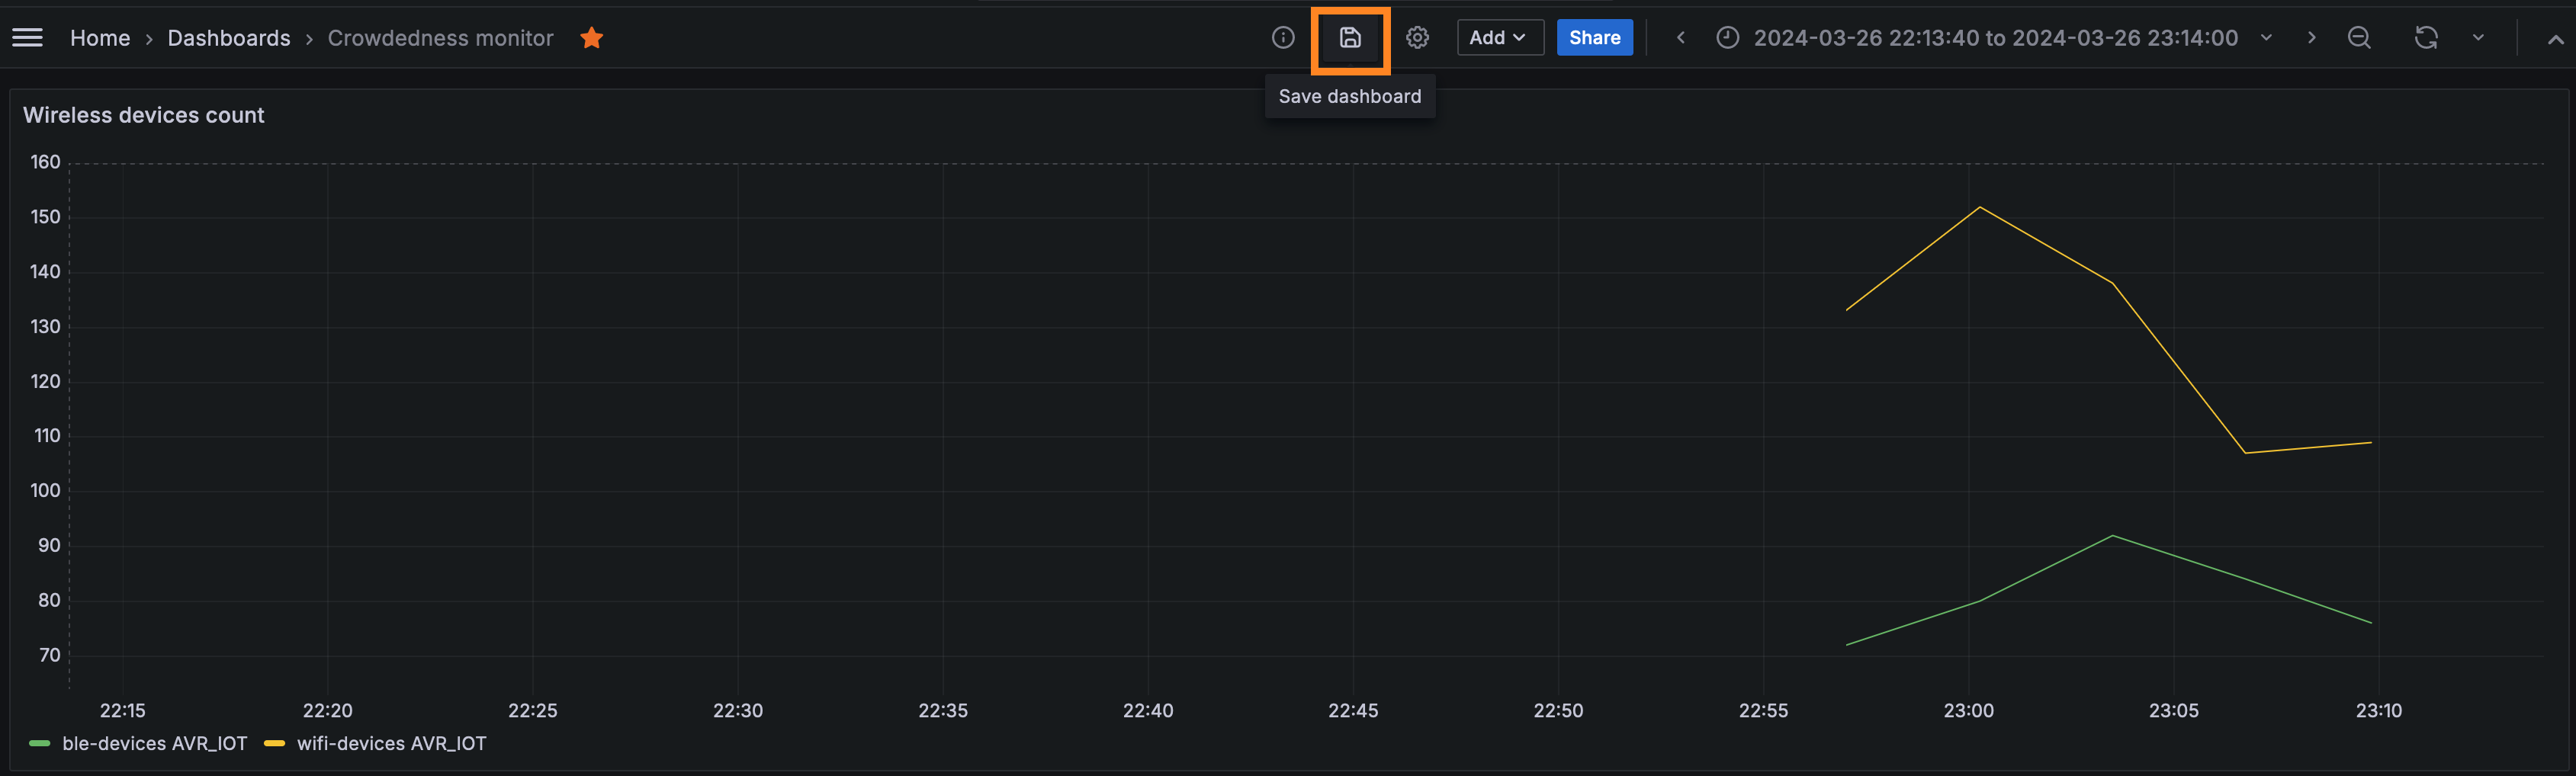 Home › Dashboards › Crowdedness monitor
Add
Share
2024-03-26 22:13:40 to 2024-03-26 23:14:00
Save dashboard
Wireless devices count
160
150
140
130
120
110
100
90
80
70
22:15 22:20 22:25 22:30 22:35 22:40 22:45 22:50 22:55 23:00 23:05 23:10
ble-devices AVR_IOT wifi-devices AVR_IOT